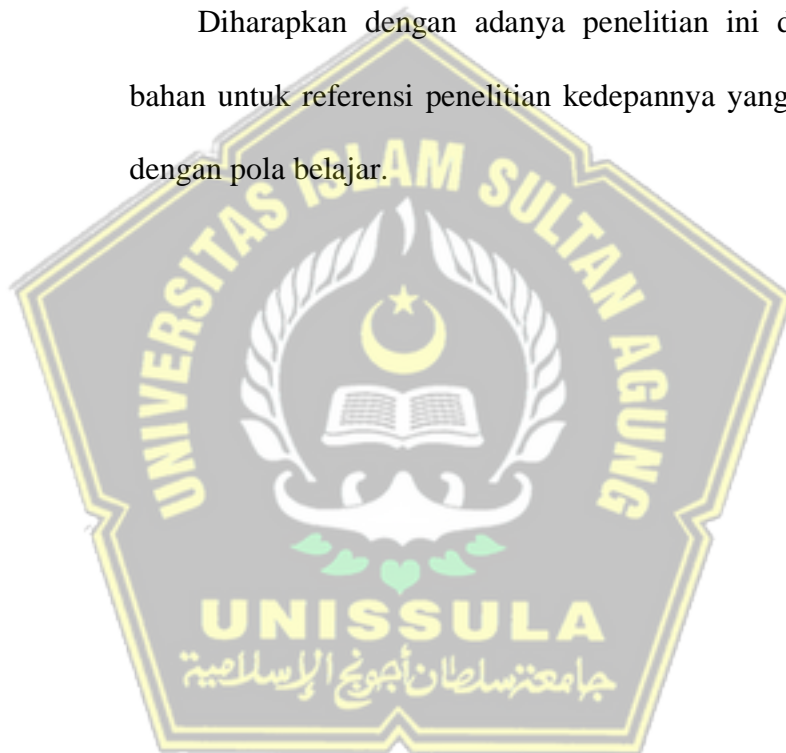 Diharapkan dengan adanya penelitian ini d
bahan untuk referensi penelitian kedepannya yang
dengan pola belajar.
UNIVERSITAS ISLAM SULTAN AGUNG
UNISSULA
جامعة سلطان أجونج الإسلامية